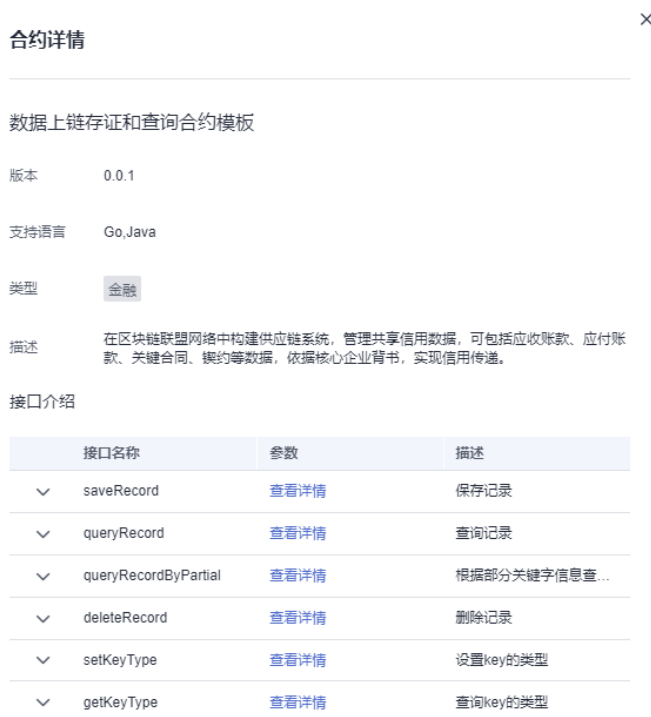 合约详情
数据上链存证和查询合约模板
版本 0.0.1
支持语言 Go,Java
类型 金融
描述 在区块链联盟网络中构建供应链系统，管理共享信用数据，可包括应收账款、应付账
款、关键合同、锲约等数据，依据核心企业背书，实现信用传递。
接口介绍
接口名称 参数 描述
saveRecord 查看详情 保存记录
queryRecord 查看详情 查询记录
queryRecordByPartial 查看详情 根据部分关键字信息查...
deleteRecord 查看详情 删除记录
setKeyType 查看详情 设置key的类型
getKeyType 查看详情 查询key的类型